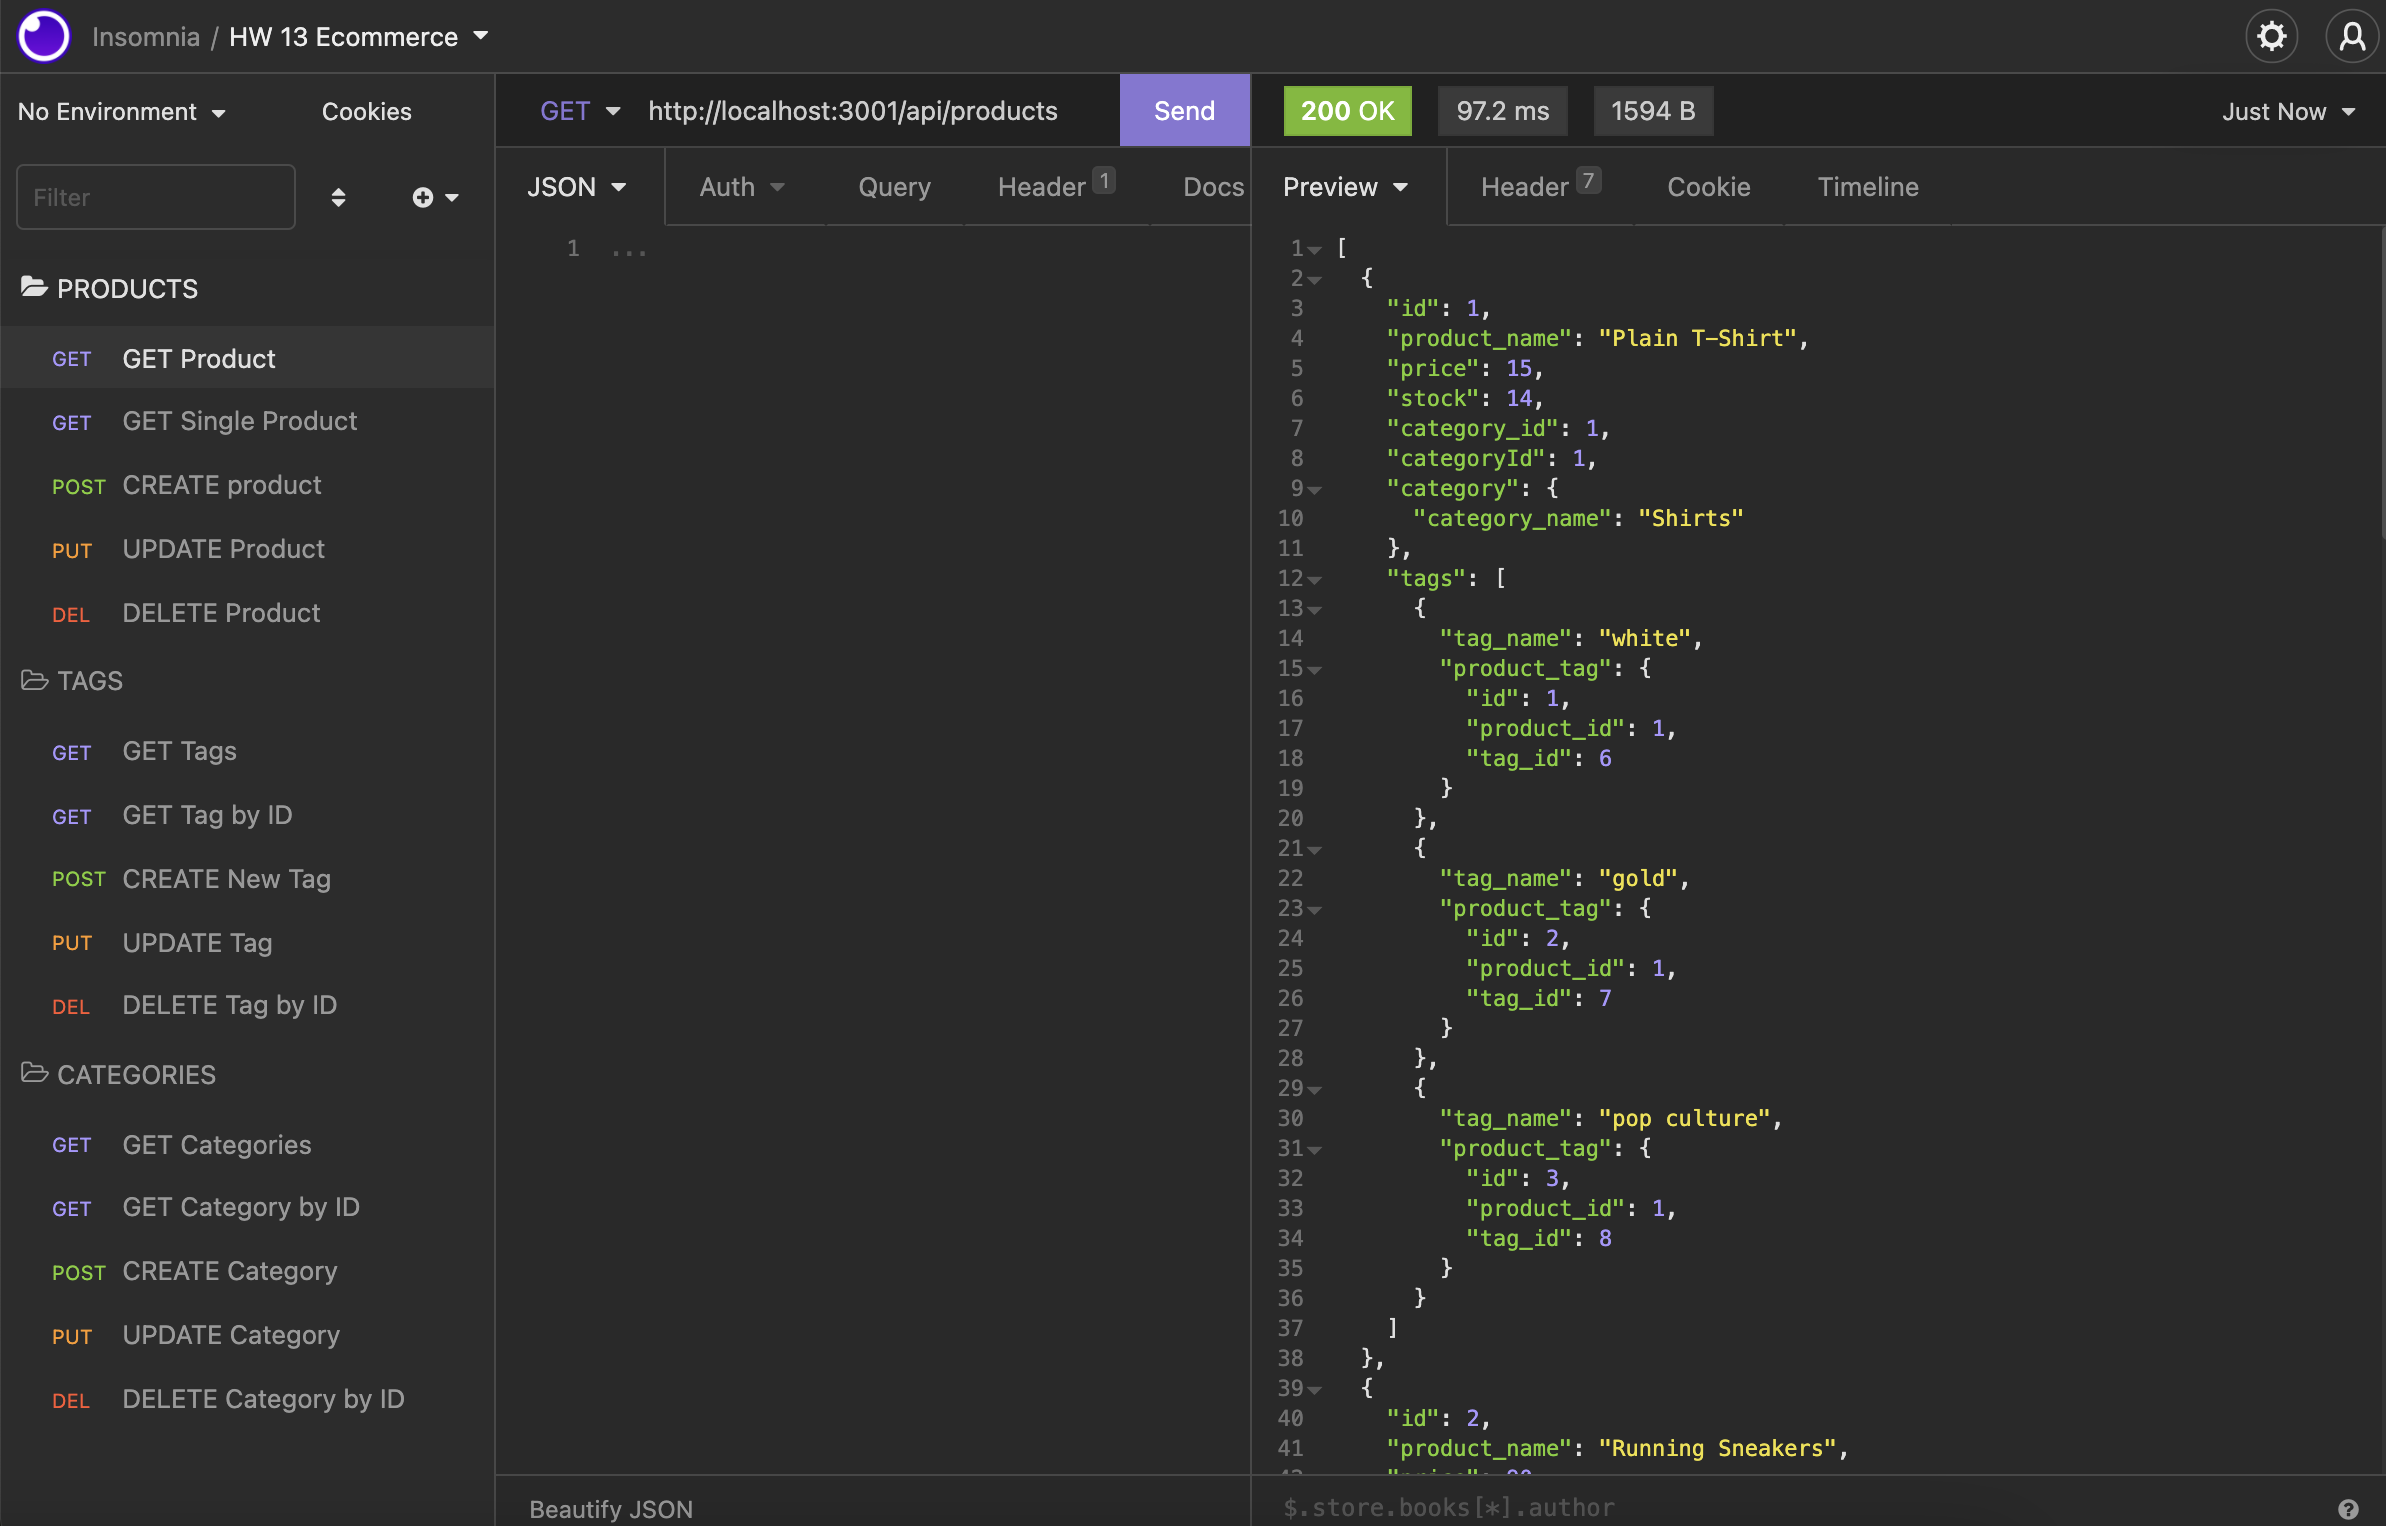 Insomnia / HW 13 Ecommerce
No Environment
Cookies
Filter
PRODUCTS
GET GET Product
GET GET Single Product
POST CREATE product
PUT UPDATE Product
DEL DELETE Product
TAGS
GET GET Tags
GET GET Tag by ID
POST CREATE New Tag
PUT UPDATE Tag
DEL DELETE Tag by ID
CATEGORIES
GET GET Categories
GET GET Category by ID
POST CREATE Category
PUT UPDATE Category
DEL DELETE Category by ID
GET http://localhost:3001/api/products Send
JSON Auth Query Header 1 Docs
1 ...
Beautify JSON
200 OK 97.2 ms 1594 B Just Now
Preview Header 7 Cookie Timeline
1 [
2 {
3 "id": 1,
4 "product_name": "Plain T-Shirt",
5 "price": 15,
6 "stock": 14,
7 "category_id": 1,
8 "categoryId": 1,
9 "category": {
10 "category_name": "Shirts"
11 },
12 "tags": [
13 {
14 "tag_name": "white",
15 "product_tag": {
16 "id": 1,
17 "product_id": 1,
18 "tag_id": 6
19 }
20 },
21 {
22 "tag_name": "gold",
23 "product_tag": {
24 "id": 2,
25 "product_id": 1,
26 "tag_id": 7
27 }
28 },
29 {
30 "tag_name": "pop culture",
31 "product_tag": {
32 "id": 3,
33 "product_id": 1,
34 "tag_id": 8
35 }
36 }
37 ]
38 },
39 {
40 "id": 2,
41 "product_name": "Running Sneakers",
$.store.books[*].author